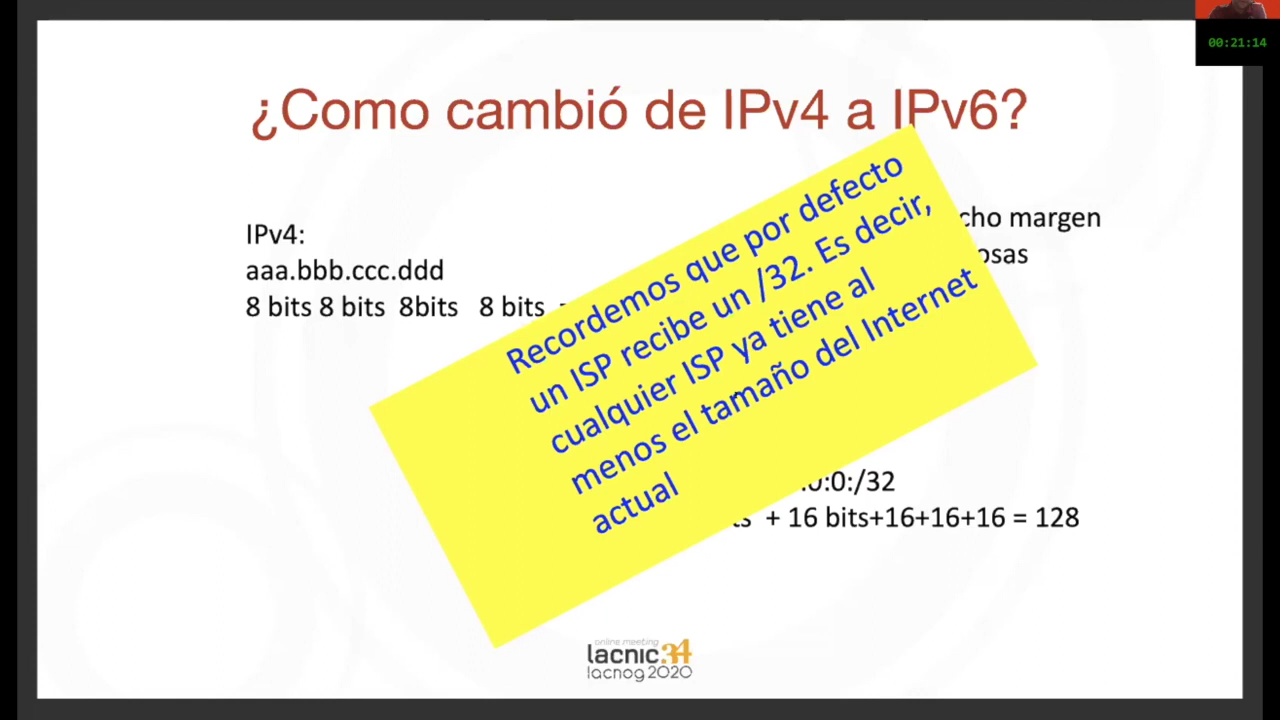 00:21:14
¿Como cambió de IPv4 a IPv6?
IPv4:
aaa.bbb.ccc.ddd
8 bits 8 bits 8bits 8 bits
margen
Recordemos que por defecto
un ISP recibe un /32. Es decir,
cualquier ISP ya tiene al
menos el tamaño del Internet
actual
:0:/32
+ 16 bits+16+16+16 = 128
online meeting
lacnic34
lacnog2020